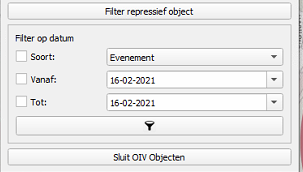 Filter repressief object
Filter op datum
Soort: Evenement
Vanaf: 16-02-2021
Tot: 16-02-2021
Sluit OIV Objecten